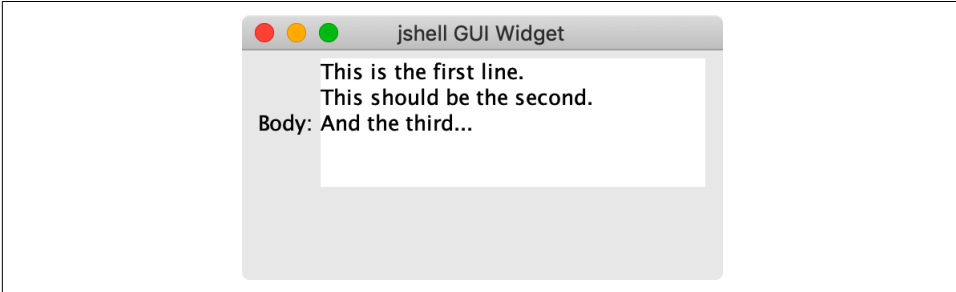 jshell GUI Widget
This is the first line.
This should be the second.
Body: And the third...